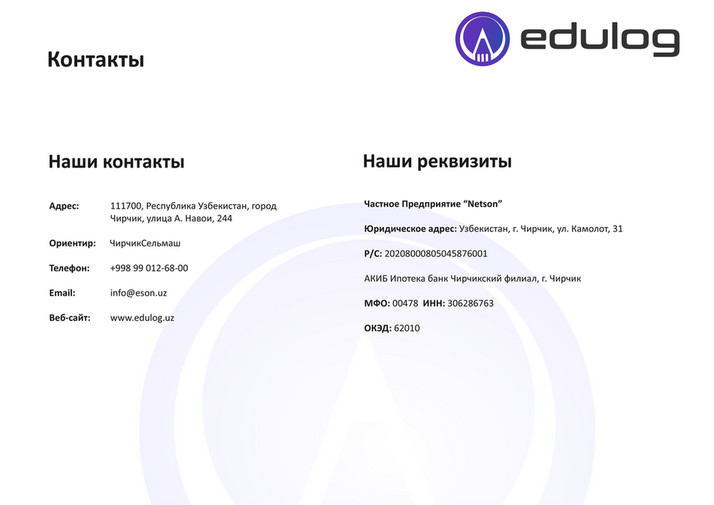 Контакты
edulog
Наши контакты
Адрес: 111700, Республика Узбекистан, город
Чирчик, улица А. Навои, 244
Ориентир: ЧирчикСельмаш
Телефон: +998 99 012-68-00
Email: info@eson.uz
Веб-сайт: www.edulog.uz
Наши реквизиты
Частное Предприятие “Netson”
Юридическое адрес: Узбекистан, г. Чирчик, ул. Камолот, 31
Р/С: 20208000805045876001
АКИБ Ипотека банк Чирчикский филиал, г. Чирчик
МФО: 00478 ИНН: 306286763
ОКЭД: 62010